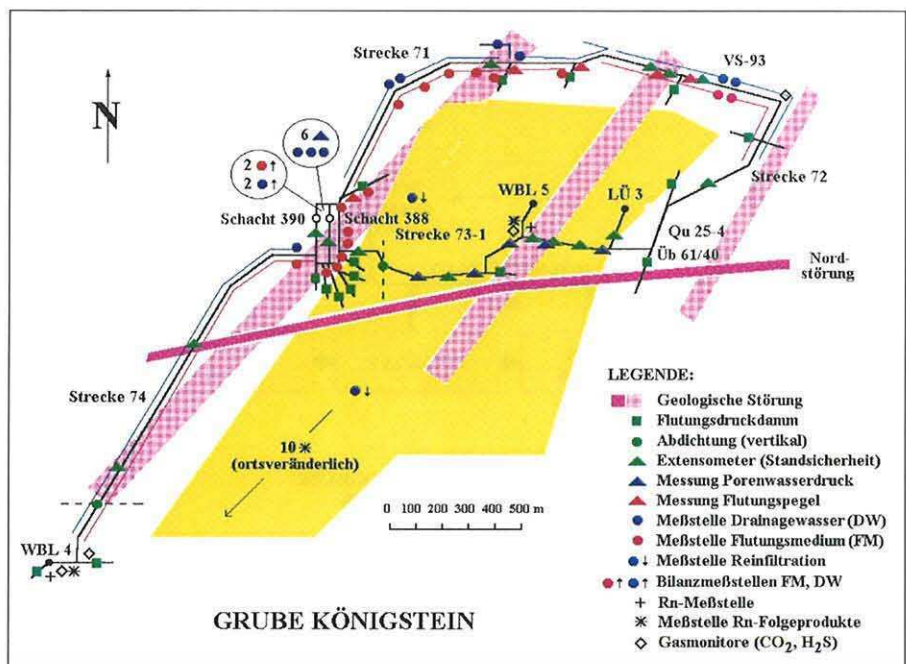 Strecke 71
VS-93
N
6
2 ↑
2 ↑
WBL 5
LÜ 3
Strecke 72
Schacht 390
Schacht 388
Strecke 73-1
Qu 25-4
Üb 61/40
Nord-
störung
Strecke 74
10 ✳
(ortsveränderlich)
0 100 200 300 400 500 m
WBL 4
GRUBE KÖNIGSTEIN
LEGENDE:
Geologische Störung
Flutungsdruckdamm
Abdichtung (vertikal)
Extensometer (Standsicherheit)
Messung Porenwasserdruck
Messung Flutungspegel
Meßstelle Drainagewasser (DW)
Meßstelle Flutungsmedium (FM)
Meßstelle Reinfiltration
Bilanzmeßstellen FM, DW
Rn-Meßstelle
Meßstelle Rn-Folgeprodukte
Gasmonitore (CO₂, H₂S)